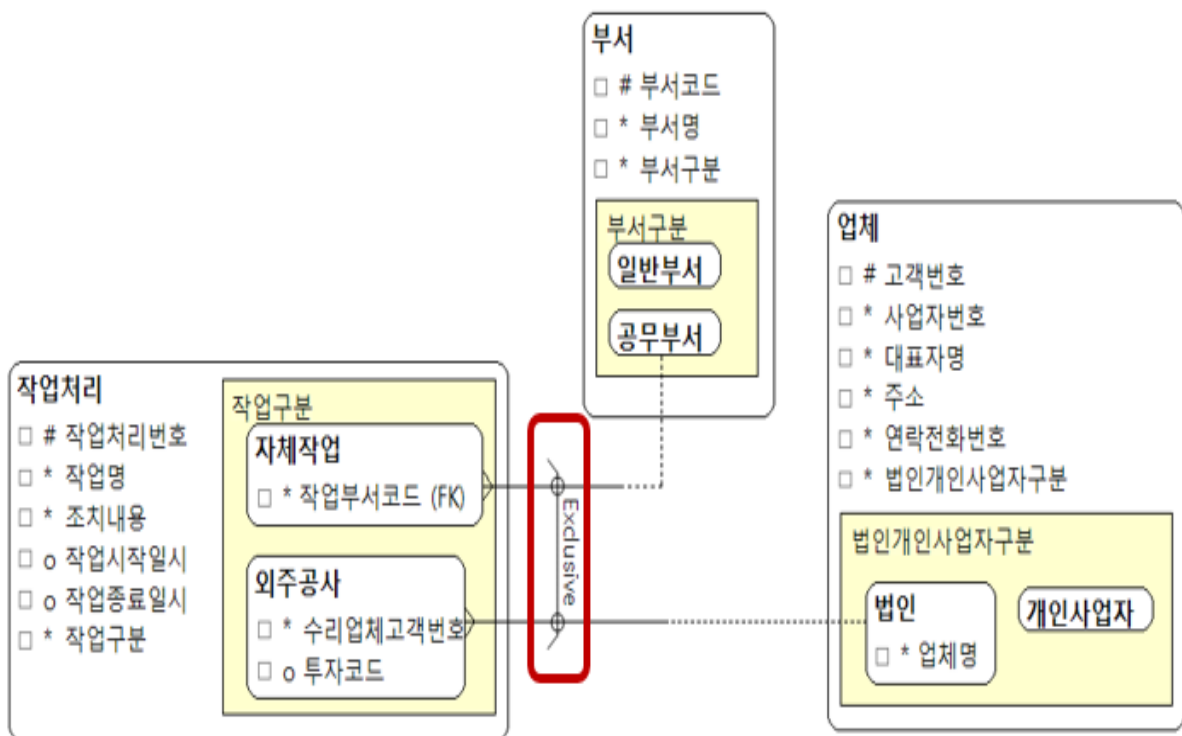 부서
# 부서코드
* 부서명
* 부서구분
부서구분
일반부서
공무부서
업체
# 고객번호
* 사업자번호
* 대표자명
* 주소
* 연락전화번호
* 법인개인사업자구분
법인개인사업자구분
법인
* 업체명
개인사업자
작업처리
# 작업처리번호
* 작업명
* 조치내용
o 작업시작일시
o 작업종료일시
* 작업구분
작업구분
자체작업
* 작업부서코드 (FK)
외주공사
* 수리업체고객번호
o 투자코드
Exclusive